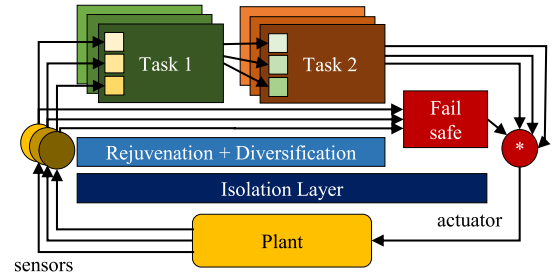 Task 1
Task 2
Fail
safe
*
Rejuvenation + Diversification
Isolation Layer
actuator
Plant
sensors